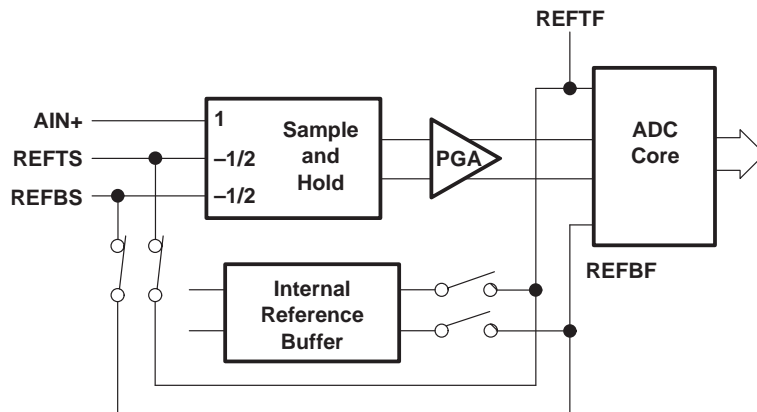 REFTF
AIN+
REFTS
REFBS
1
–1/2
–1/2
Sample
and
Hold
PGA
ADC
Core
REFBF
Internal
Reference
Buffer